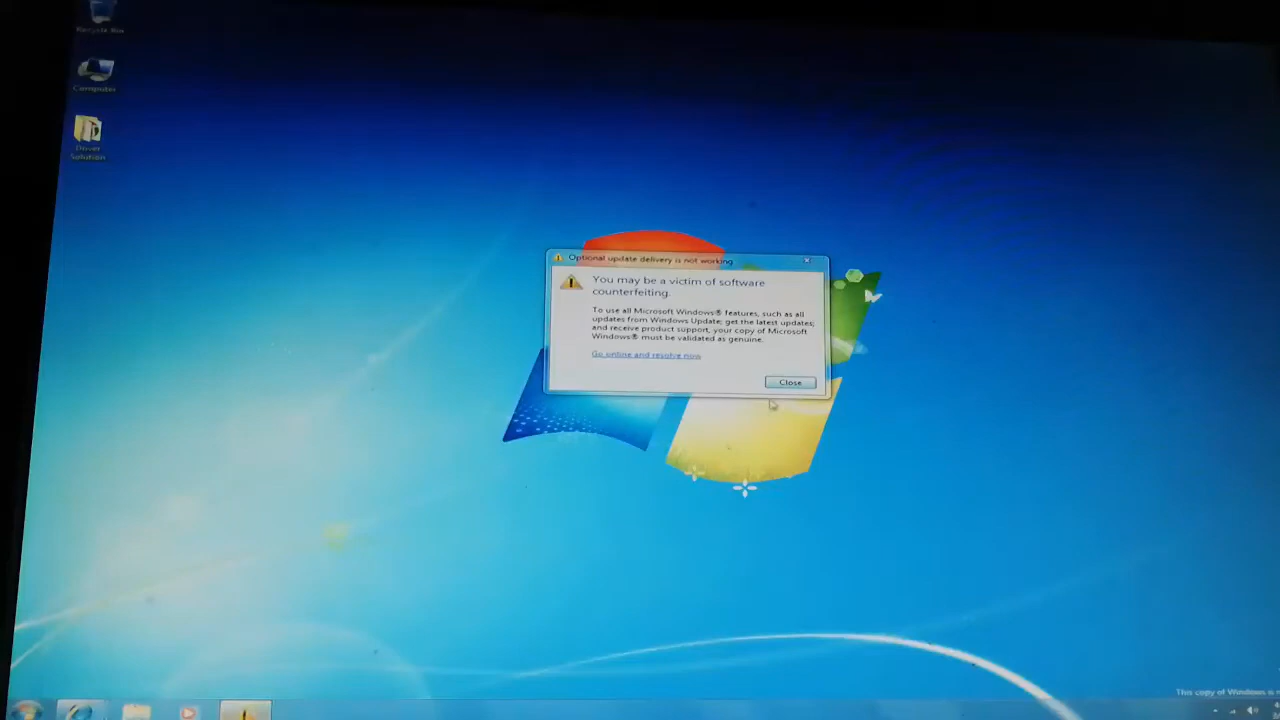 Recycle Bin
Computer
Driver
Solution
Optional update delivery is not working
You may be a victim of software
counterfeiting.
To use all Microsoft Windows® features, such as all
updates from Windows Update; get the latest updates;
and receive product support, your copy of Microsoft
Windows® must be validated as genuine.
Go online and resolve now
Close
This copy of Windows is